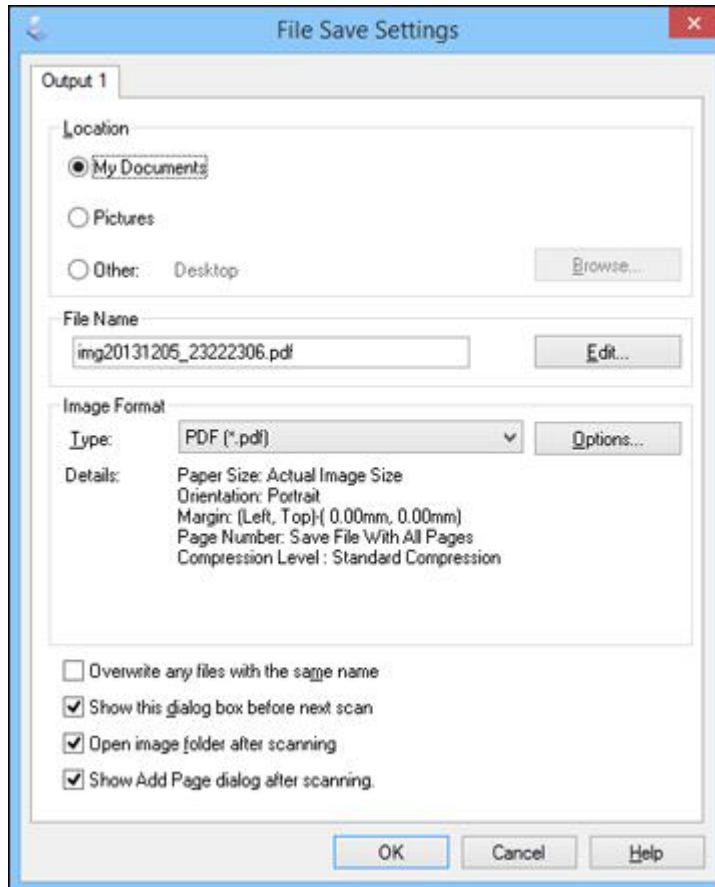 File Save Settings
Output 1
Location
My Documents
Pictures
Other: Desktop Browse...
File Name
img20131205_23222306.pdf Edit...
Image Format
Type: PDF (*.pdf) Options...
Details: Paper Size: Actual Image Size
Orientation: Portrait
Margin: (Left, Top)-( 0.00mm, 0.00mm)
Page Number: Save File With All Pages
Compression Level : Standard Compression
Overwrite any files with the same name
Show this dialog box before next scan
Open image folder after scanning
Show Add Page dialog after scanning.
OK Cancel Help